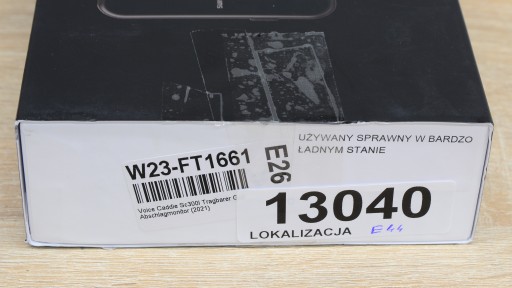 UŻYWANY SPRAWNY W BARDZO
ŁADNYM STANIE
W23-FT1661
E26
Voice Caddie Sc300i Tragbarer
Abschlagmonitor (2021)
13040
LOKALIZACJA E44